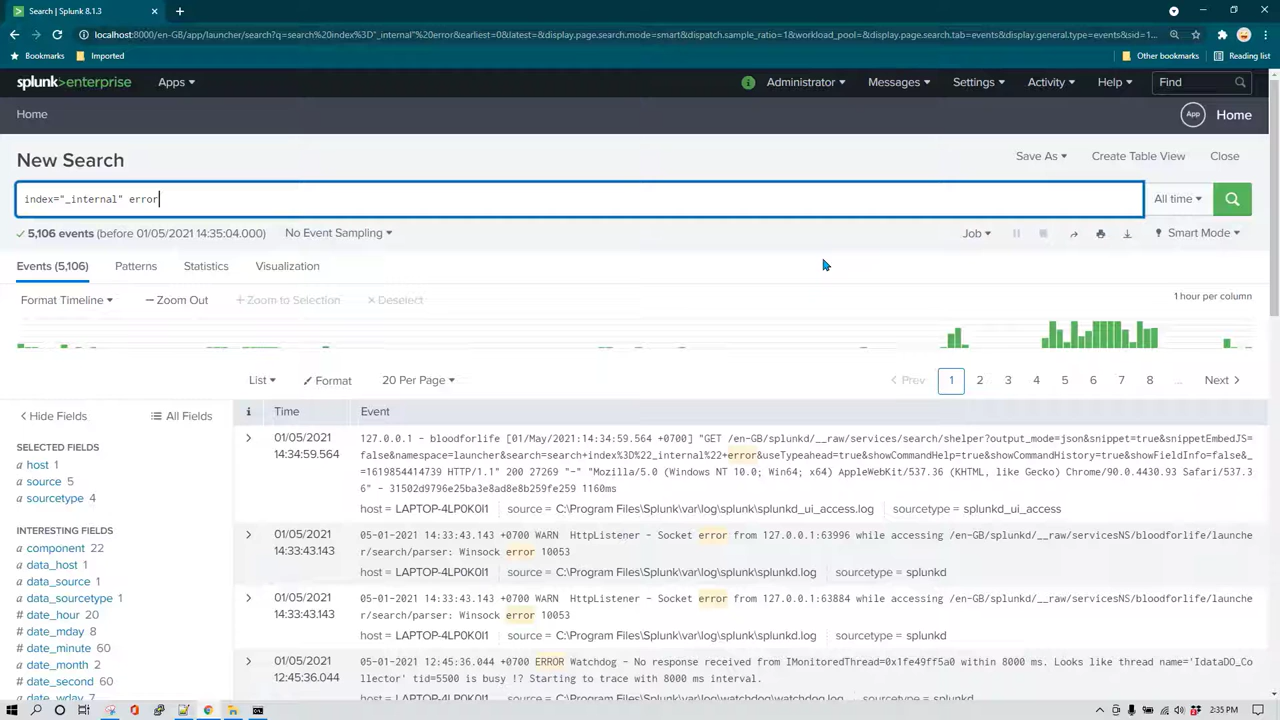 Search | Splunk 8.1.3
localhost:8000/en-GB/app/launcher/search?q=search%20index%3D"_internal"%20error&earliest=0&latest=&display.page.search.mode=smart&dispatch.sample_ratio=1&workload_pool=&display.page.search.tab=events&display.general.type=events&sid=1...
Bookmarks Imported Other bookmarks Reading list
splunk>enterprise Apps Administrator Messages Settings Activity Help Find
Home App Home
New Search Save As Create Table View Close
index="_internal" error All time
5,106 events (before 01/05/2021 14:35:04.000) No Event Sampling Job Smart Mode
Events (5,106) Patterns Statistics Visualization
Format Timeline — Zoom Out + Zoom to Selection × Deselect 1 hour per column
List Format 20 Per Page < Prev 1 2 3 4 5 6 7 8 ... Next >
< Hide Fields All Fields i Time Event
SELECTED FIELDS
a host 1
a source 5
a sourcetype 4
INTERESTING FIELDS
a component 22
a data_host 1
a data_source 1
a data_sourcetype 1
# date_hour 20
# date_mday 8
# date_minute 60
a date_month 2
# date_second 60
a date_wday 7
01/05/2021
14:34:59.564
127.0.0.1 - bloodforlife [01/May/2021:14:34:59.564 +0700] "GET /en-GB/splunkd/__raw/services/search/shelper?output_mode=json&snippet=true&snippetEmbedJS=
false&namespace=launcher&search=search+index%3D%22_internal%22+error&useTypeahead=true&showCommandHelp=true&showCommandHistory=true&showFieldInfo=false&_
=1619854414739 HTTP/1.1" 200 27269 "-" "Mozilla/5.0 (Windows NT 10.0; Win64; x64) AppleWebKit/537.36 (KHTML, like Gecko) Chrome/90.0.4430.93 Safari/537.3
6" - 31502d9796e25ba3e8ad8e8b259fe259 1160ms
host = LAPTOP-4LP0K0I1 source = C:\Program Files\Splunk\var\log\splunk\splunkd_ui_access.log sourcetype = splunkd_ui_access
01/05/2021
14:33:43.143
05-01-2021 14:33:43.143 +0700 WARN HttpListener - Socket error from 127.0.0.1:63996 while accessing /en-GB/splunkd/__raw/servicesNS/bloodforlife/launche
r/search/parser: Winsock error 10053
host = LAPTOP-4LP0K0I1 source = C:\Program Files\Splunk\var\log\splunk\splunkd.log sourcetype = splunkd
01/05/2021
14:33:43.143
05-01-2021 14:33:43.143 +0700 WARN HttpListener - Socket error from 127.0.0.1:63884 while accessing /en-GB/splunkd/__raw/servicesNS/bloodforlife/launche
r/search/parser: Winsock error 10053
host = LAPTOP-4LP0K0I1 source = C:\Program Files\Splunk\var\log\splunk\splunkd.log sourcetype = splunkd
01/05/2021
12:45:36.044
05-01-2021 12:45:36.044 +0700 ERROR Watchdog - No response received from IMonitoredThread=0x1fe49ff5a0 within 8000 ms. Looks like thread name='IdataDO_Co
llector' tid=5500 is busy !? Starting to trace with 8000 ms interval.
host = LAPTOP-4LP0K0I1 source = C:\Program Files\Splunk\var\log\watchdog\watchdog.log sourcetype = splunkd
2:35 PM